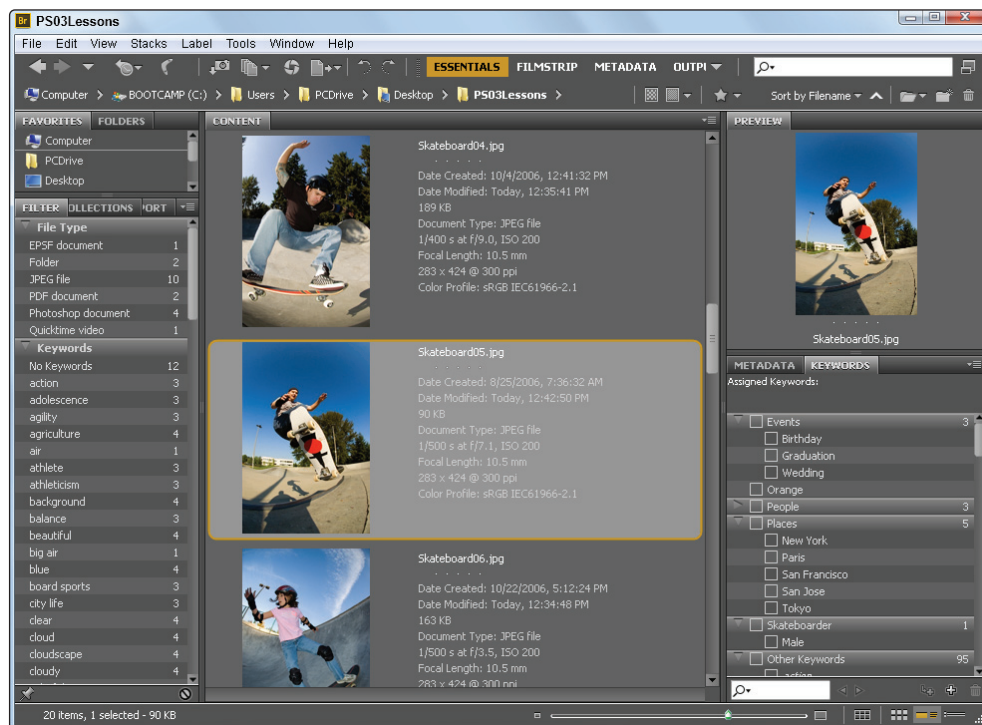 Br PS03Lessons
File Edit View Stacks Label Tools Window Help
ESSENTIALS FILMSTRIP METADATA OUTPI
Computer > BOOTCAMP (C:) > Users > PCDrive > Desktop > PS03Lessons >
Sort by Filename
FAVORITES FOLDERS
Computer
PCDrive
Desktop
FILTER OLLECTIONS ORT
File Type
EPSF document 1
Folder 2
JPEG file 10
PDF document 2
Photoshop document 4
Quicktime video 1
Keywords
No Keywords 12
action 3
adolescence 3
agility 3
agriculture 4
air 1
athlete 3
athleticism 3
background 4
balance 3
beautiful 4
big air 1
blue 4
board sports 3
city life 3
clear 4
cloud 4
cloudscape 4
cloudy 4
CONTENT
Skateboard04.jpg
Date Created: 10/4/2006, 12:41:32 PM
Date Modified: Today, 12:35:41 PM
189 KB
Document Type: JPEG file
1/400 s at f/9.0, ISO 200
Focal Length: 10.5 mm
283 x 424 @ 300 ppi
Color Profile: sRGB IEC61966-2.1
Skateboard05.jpg
Date Created: 8/25/2006, 7:36:32 AM
Date Modified: Today, 12:42:50 PM
90 KB
Document Type: JPEG file
1/500 s at f/7.1, ISO 200
Focal Length: 10.5 mm
283 x 424 @ 300 ppi
Color Profile: sRGB IEC61966-2.1
Skateboard06.jpg
Date Created: 10/22/2006, 5:12:24 PM
Date Modified: Today, 12:34:48 PM
163 KB
Document Type: JPEG file
1/500 s at f/3.5, ISO 200
Focal Length: 10.5 mm
283 x 424 @ 300 ppi
PREVIEW
Skateboard05.jpg
METADATA KEYWORDS
Assigned Keywords:
Events 3
Birthday
Graduation
Wedding
Orange
People 3
Places 5
New York
Paris
San Francisco
San Jose
Tokyo
Skateboarder 1
Male
Other Keywords 95
action
20 items, 1 selected - 90 KB